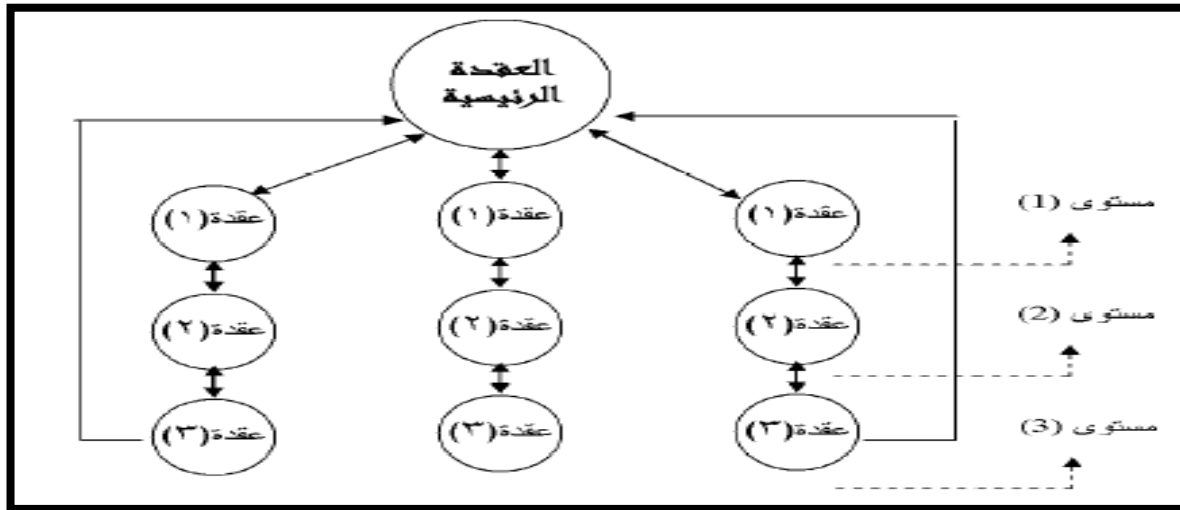 العقدة
الرئيسية
عقدة(١)
عقدة(١)
عقدة(١)
مستوى (1)
عقدة(٢)
عقدة(٢)
عقدة(٢)
مستوى (2)
عقدة(٣)
عقدة(٣)
عقدة(٣)
مستوى (3)